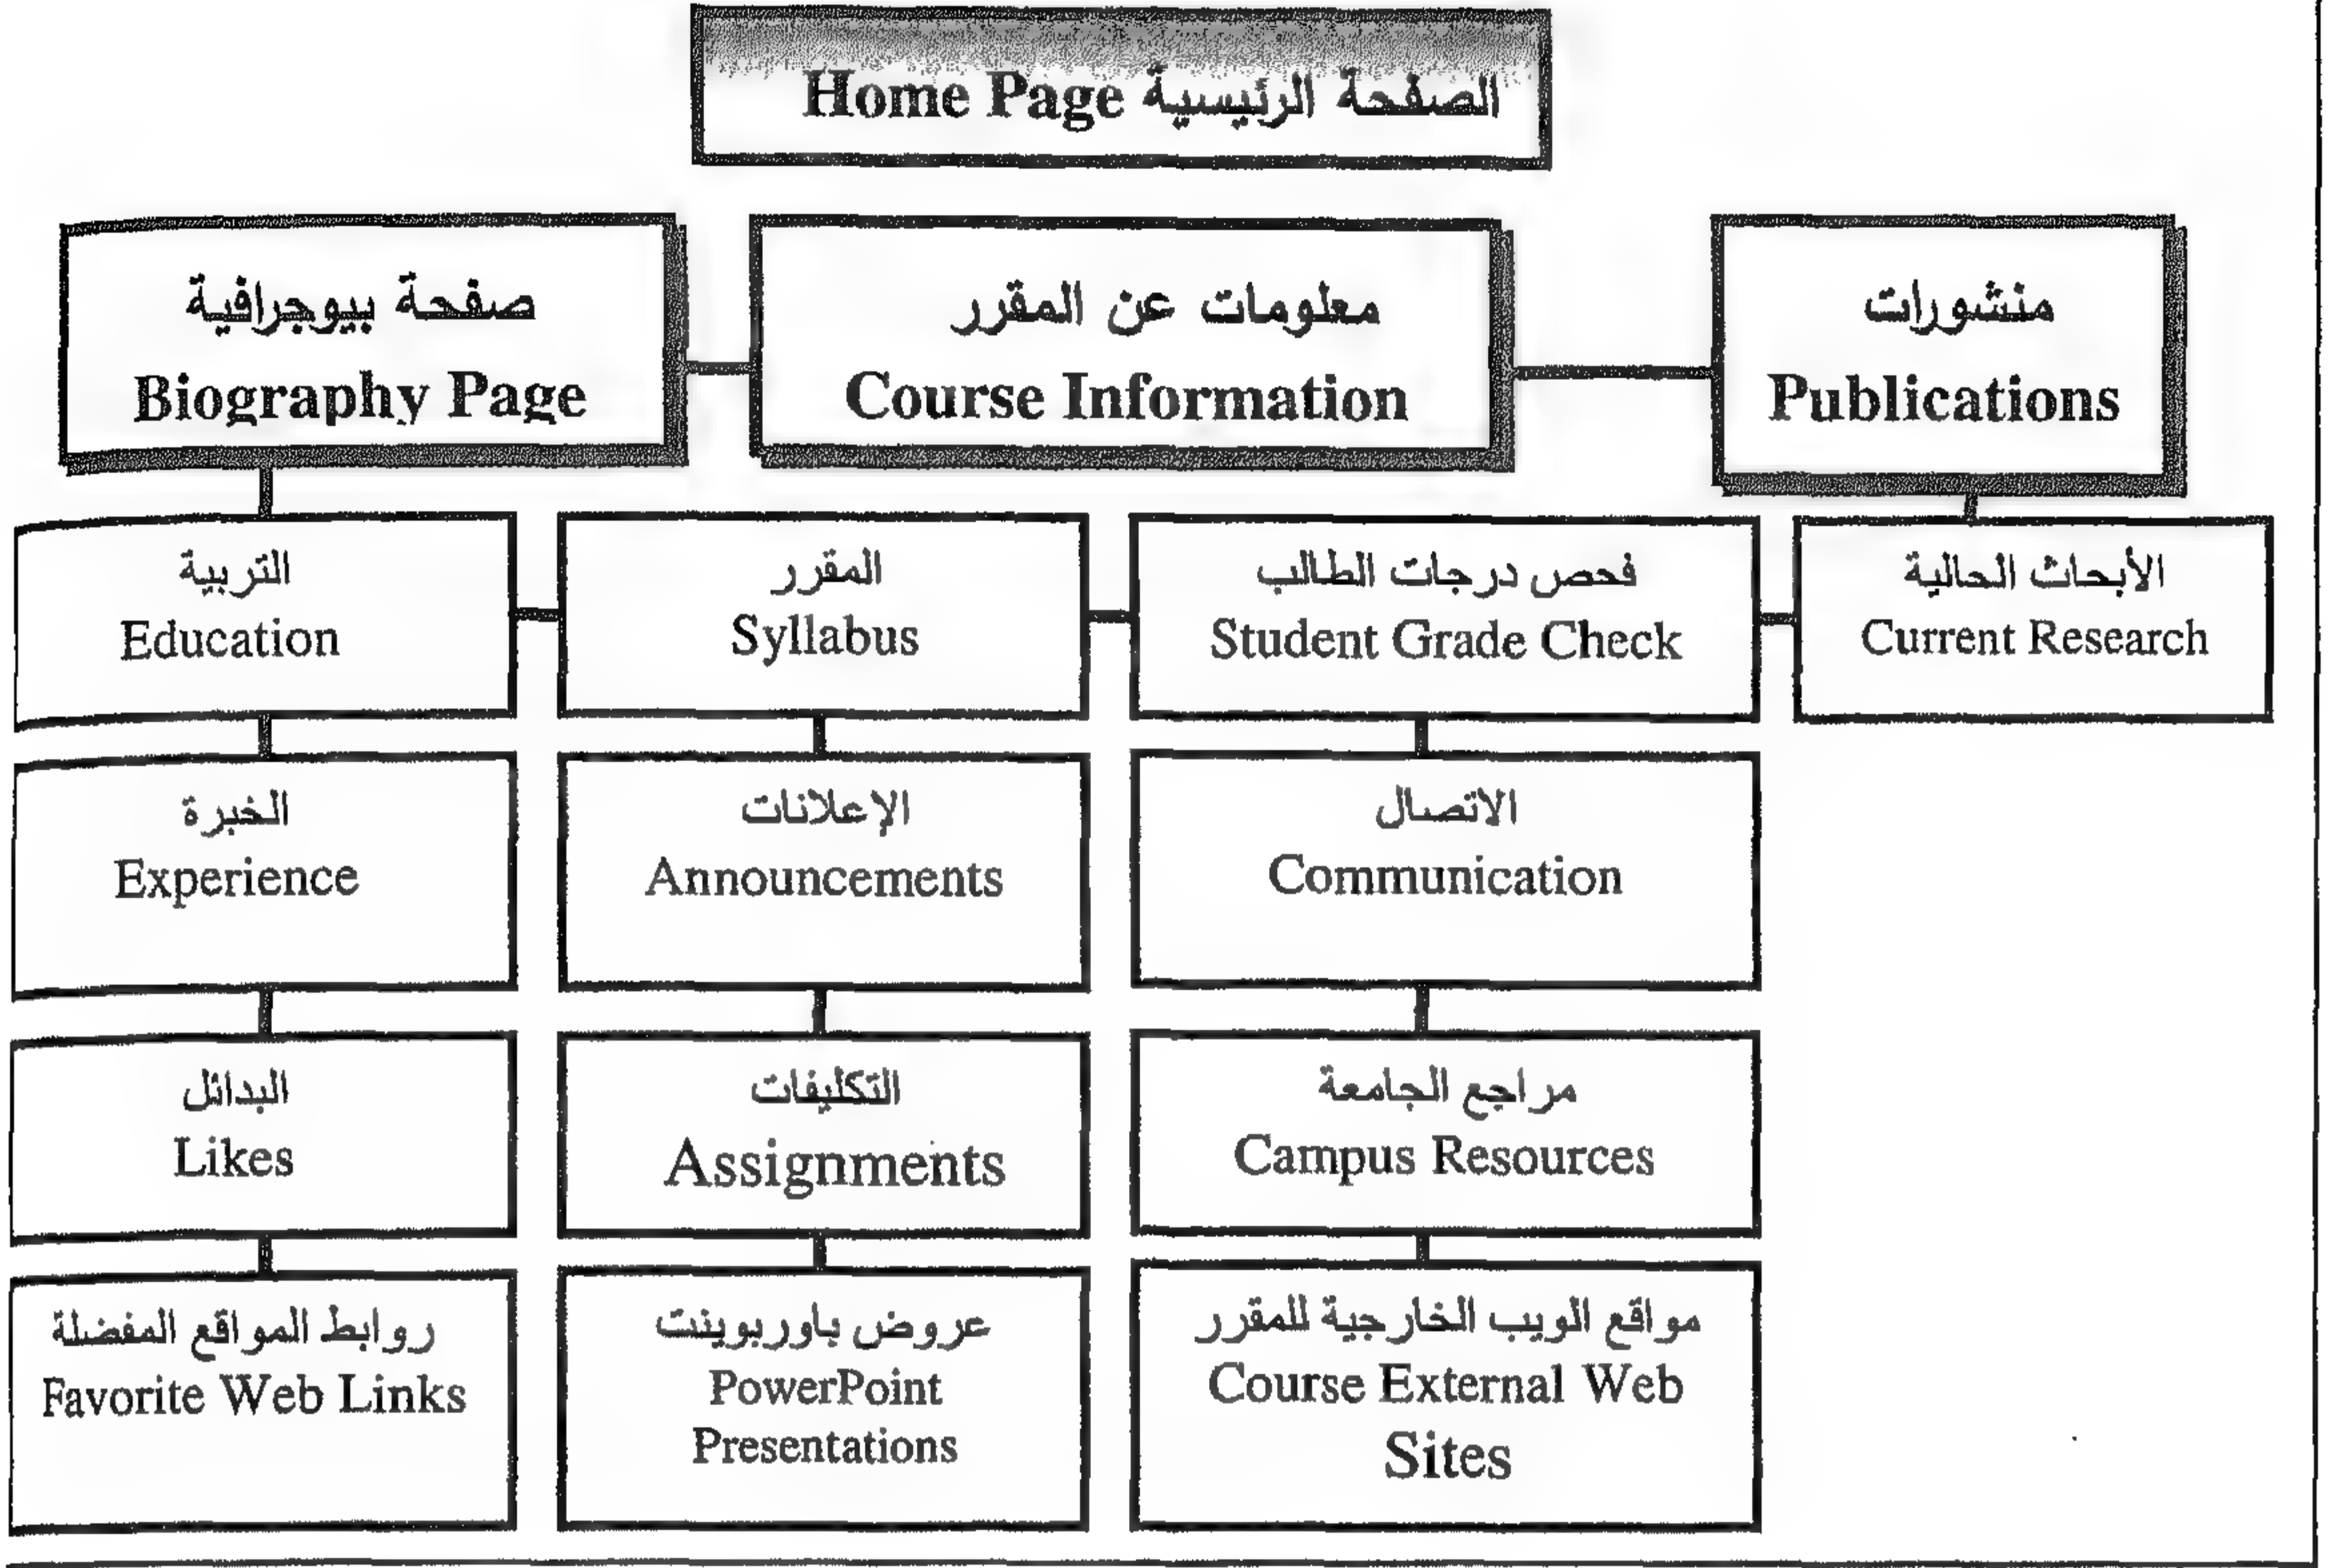 الصفحة الرئيسية Home Page
صفحة بيوجرافية
Biography Page
معلومات عن المقرر
Course Information
منشورات
Publications
التربية
Education
المقرر
Syllabus
فحص درجات الطالب
Student Grade Check
الأبحاث الحالية
Current Research
الخبرة
Experience
الإعلانات
Announcements
الاتصال
Communication
البدائل
Likes
التكليفات
Assignments
مراجع الجامعة
Campus Resources
روابط المواقع المفضلة
Favorite Web Links
عروض باوربوينت
PowerPoint
Presentations
مواقع الويب الخارجية للمقرر
Course External Web
Sites